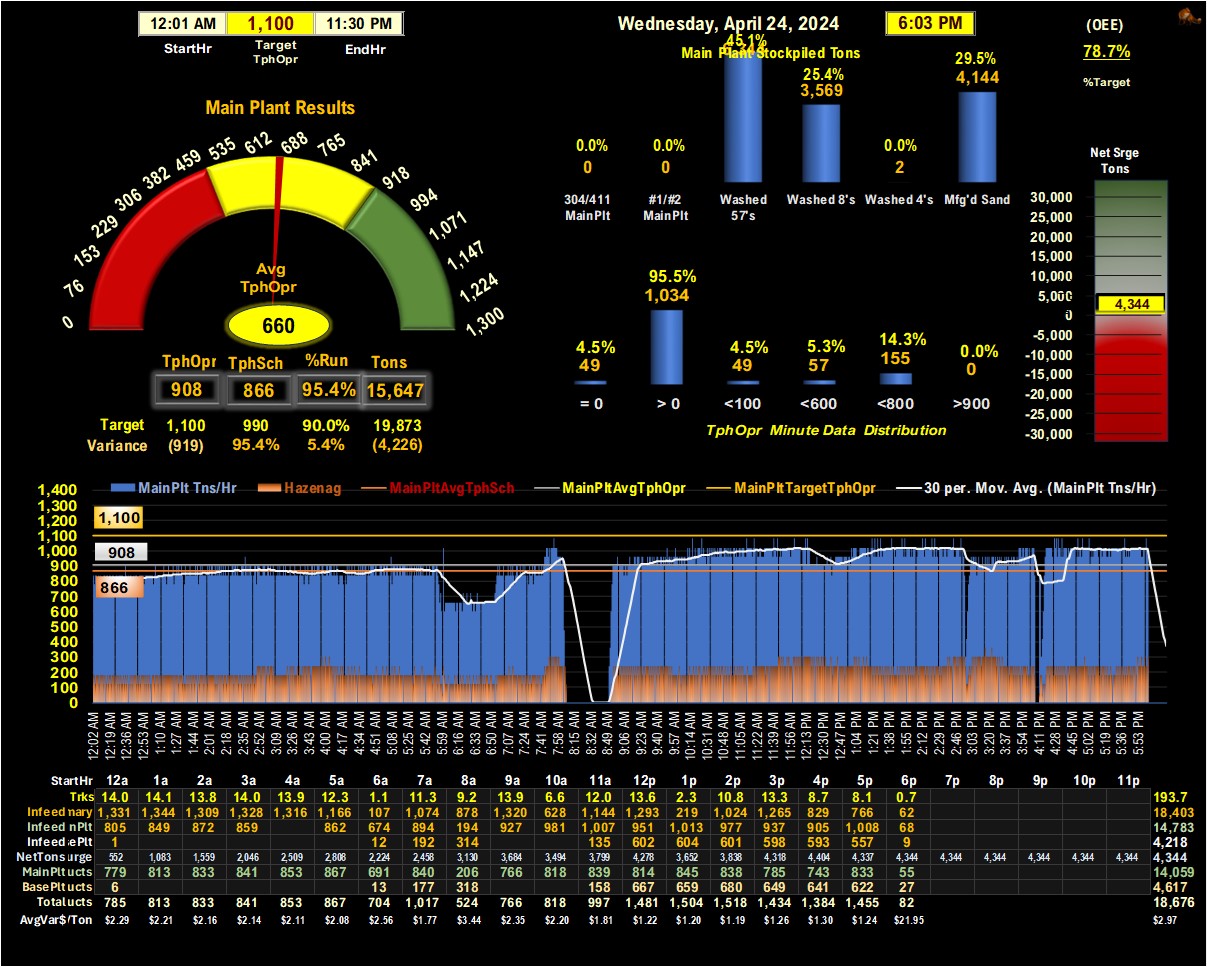 12:01 AM 1,100 11:30 PM
StartHr Target TphOpr EndHr
Wednesday, April 24, 2024 6:03 PM
(OEE)
78.7%
%Target
Main Plant Results
0 76 153 229 306 382 459 535 612 688 765 841 918 994 1,071 1,147 1,224 1,300
Avg
TphOpr
660
TphOpr TphSch %Run Tons
908 866 95.4% 15,647
Target 1,100 990 90.0% 19,873
Variance (919) 95.4% 5.4% (4,226)
Main Plant Stockpiled Tons
0.0% 0.0% 45.1% 25.4% 0.0% 29.5%
0 0 3,569 2 4,144
304/411 MainPlt #1/#2 MainPlt Washed 57's Washed 8's Washed 4's Mfg'd Sand
4.5% 95.5% 4.5% 5.3% 14.3% 0.0%
49 1,034 49 57 155 0
= 0 > 0 <100 <600 <800 >900
TphOpr Minute Data Distribution
Net Srge
Tons
30,000
25,000
20,000
15,000
10,000
5,000
4,344
0
-5,000
-10,000
-15,000
-20,000
-25,000
-30,000
MainPlt Tns/Hr Hazenag MainPltAvgTphSch MainPltAvgTphOpr MainPltTargetTphOpr 30 per. Mov. Avg. (MainPlt Tns/Hr)
1,400
1,300
1,200
1,100
1,000
900
800
700
600
500
400
300
200
100
0
1,100
908
866
12:02 AM 12:19 AM 12:36 AM 12:53 AM 1:10 AM 1:27 AM 1:44 AM 2:01 AM 2:18 AM 2:35 AM 2:52 AM 3:09 AM 3:26 AM 3:43 AM 4:00 AM 4:17 AM 4:34 AM 4:51 AM 5:08 AM 5:25 AM 5:42 AM 5:59 AM 6:16 AM 6:33 AM 6:50 AM 7:07 AM 7:24 AM 7:41 AM 7:58 AM 8:15 AM 8:32 AM 8:49 AM 9:06 AM 9:23 AM 9:40 AM 9:57 AM 10:14 AM 10:31 AM 10:48 AM 11:05 AM 11:22 AM 11:39 AM 11:56 AM 12:13 PM 12:30 PM 12:47 PM 1:04 PM 1:21 PM 1:38 PM 1:55 PM 2:12 PM 2:29 PM 2:46 PM 3:03 PM 3:20 PM 3:37 PM 3:54 PM 4:11 PM 4:28 PM 4:45 PM 5:02 PM 5:19 PM 5:36 PM 5:53 PM
StartHr 12a 1a 2a 3a 4a 5a 6a 7a 8a 9a 10a 11a 12p 1p 2p 3p 4p 5p 6p 7p 8p 9p 10p 11p
Trks 14.0 14.1 13.8 14.0 13.9 12.3 1.1 11.3 9.2 13.9 6.6 12.0 13.6 2.3 10.8 13.3 8.7 8.1 0.7 193.7
Infeed mary 1,331 1,344 1,309 1,328 1,316 1,166 107 1,074 878 1,320 628 1,144 1,293 219 1,024 1,265 829 766 62 18,403
Infeed nPlt 805 849 872 859 862 674 894 194 927 981 1,007 951 1,013 977 937 905 1,008 68 14,783
Infeed ePlt 1 12 192 314 135 602 604 601 598 593 557 9 4,218
NetTons urge 552 1,083 1,559 2,046 2,509 2,808 2,224 2,458 3,130 3,684 3,494 3,799 4,278 3,652 3,838 4,318 4,404 4,337 4,344 4,344 4,344 4,344 4,344 4,344 4,344
MainPlt ucts 779 813 833 841 853 867 691 840 206 766 818 839 814 845 838 785 743 833 55 14,059
BasePlt ucts 6 13 177 318 158 667 659 680 649 641 622 27 4,617
Total ucts 785 813 833 841 853 867 704 1,017 524 766 818 997 1,481 1,504 1,518 1,434 1,384 1,455 82 18,676
AvgVar$/Ton $2.29 $2.21 $2.16 $2.14 $2.11 $2.08 $2.56 $1.77 $3.44 $2.35 $2.20 $1.81 $1.22 $1.20 $1.19 $1.26 $1.30 $1.24 $21.95 $2.97